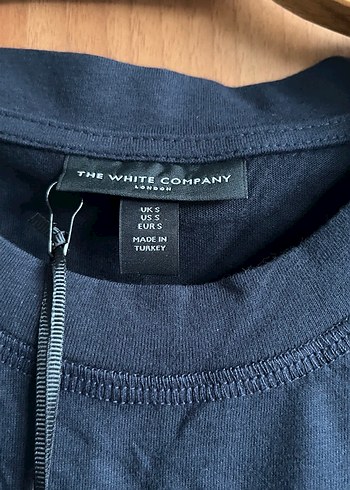 THE WHITE COMPANY
LONDON
UK S
US S
EUR S
MADE IN
TURKEY